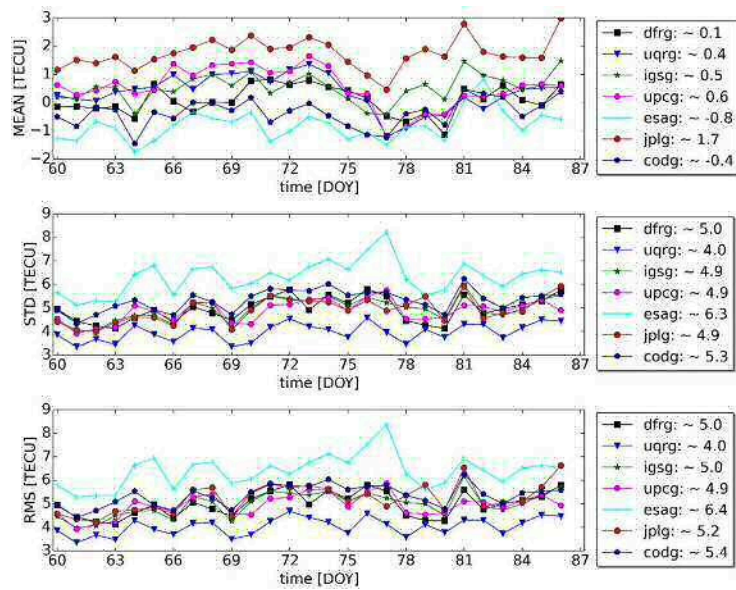 MEAN [TECU]
3
2
1
0
−1
−2
60 63 66 69 72 75 78 81 84 87
time [DOY]
dfrg: ~ 0.1
uqrg: ~ 0.4
igsg: ~ 0.5
upcg: ~ 0.6
esag: ~ -0.8
jplg: ~ 1.7
codg: ~ -0.4
STD [TECU]
9
8
7
6
5
4
3
60 63 66 69 72 75 78 81 84 87
time [DOY]
dfrg: ~ 5.0
uqrg: ~ 4.0
igsg: ~ 4.9
upcg: ~ 4.9
esag: ~ 6.3
jplg: ~ 4.9
codg: ~ 5.3
RMS [TECU]
9
8
7
6
5
4
3
60 63 66 69 72 75 78 81 84 87
time [DOY]
dfrg: ~ 5.0
uqrg: ~ 4.0
igsg: ~ 5.0
upcg: ~ 4.9
esag: ~ 6.4
jplg: ~ 5.2
codg: ~ 5.4